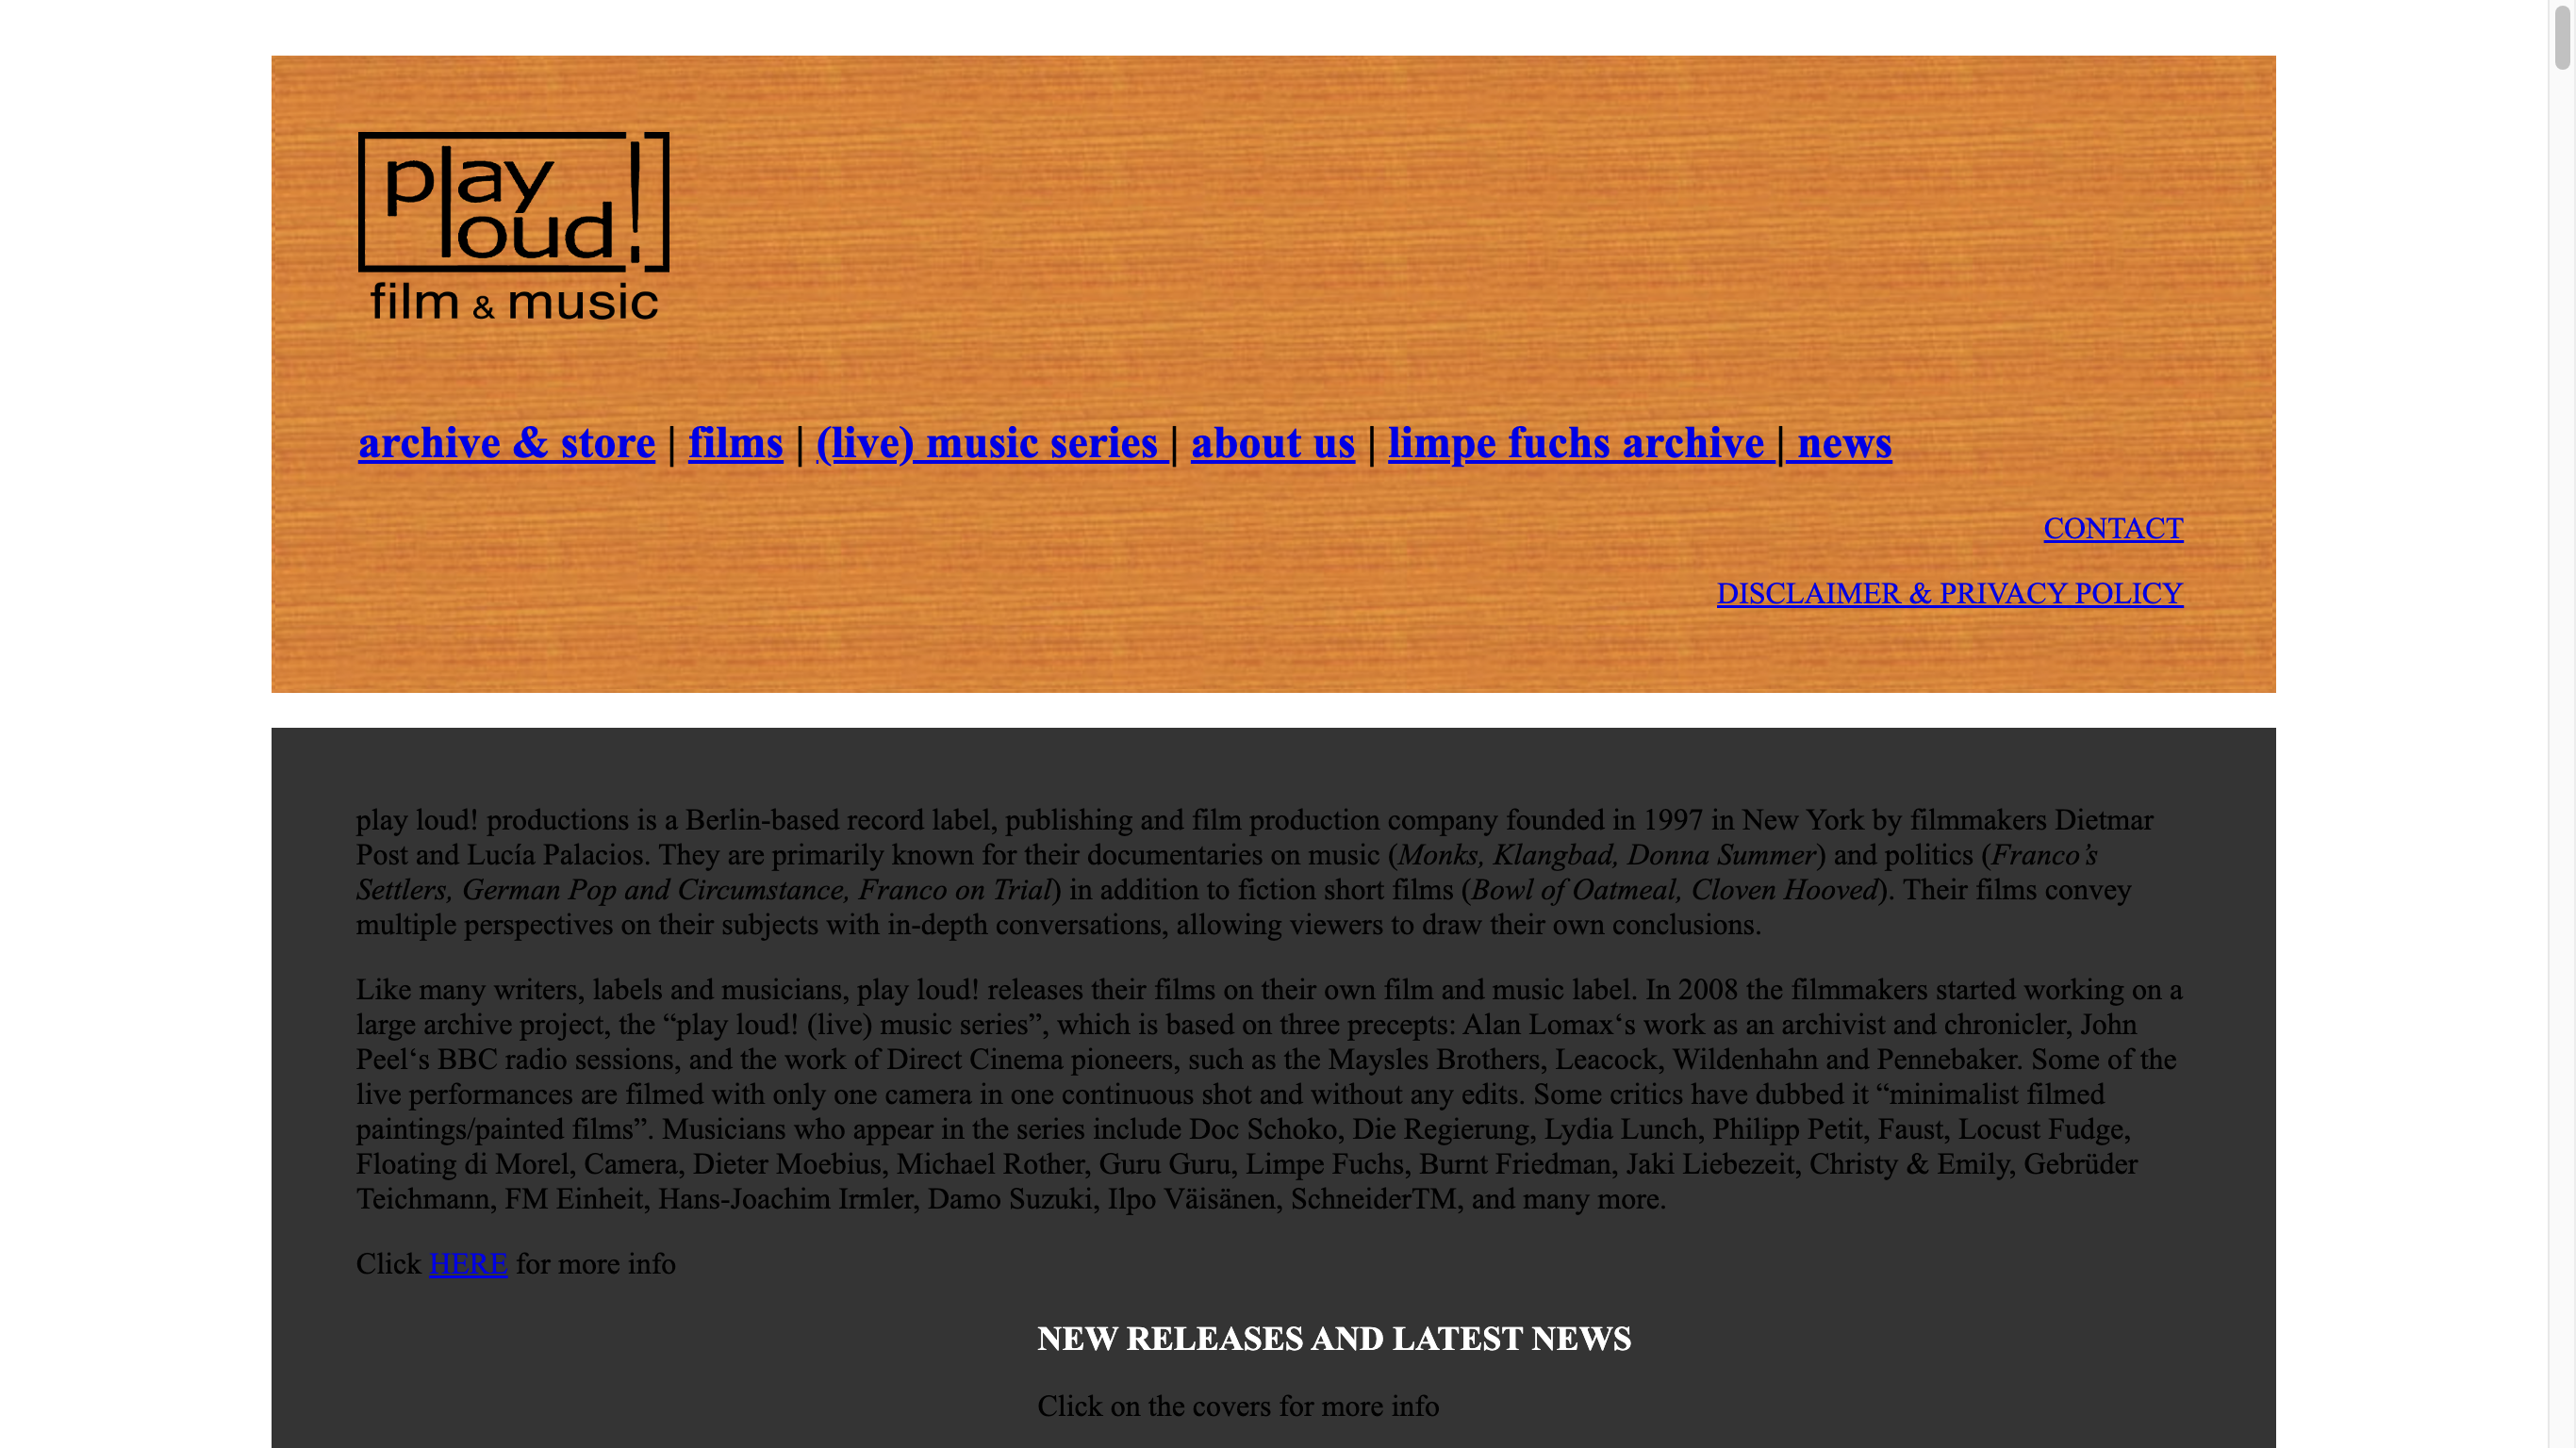 play
loud!
film & music
archive & store | films | (live) music series | about us | limpe fuchs archive | news
CONTACT
DISCLAIMER & PRIVACY POLICY
play loud! productions is a Berlin-based record label, publishing and film production company founded in 1997 in New York by filmmakers Dietmar
Post and Lucía Palacios. They are primarily known for their documentaries on music (Monks, Klangbad, Donna Summer) and politics (Franco’s
Settlers, German Pop and Circumstance, Franco on Trial) in addition to fiction short films (Bowl of Oatmeal, Cloven Hooved). Their films convey
multiple perspectives on their subjects with in-depth conversations, allowing viewers to draw their own conclusions.
Like many writers, labels and musicians, play loud! releases their films on their own film and music label. In 2008 the filmmakers started working on a
large archive project, the “play loud! (live) music series”, which is based on three precepts: Alan Lomax‘s work as an archivist and chronicler, John
Peel‘s BBC radio sessions, and the work of Direct Cinema pioneers, such as the Maysles Brothers, Leacock, Wildenhahn and Pennebaker. Some of the
live performances are filmed with only one camera in one continuous shot and without any edits. Some critics have dubbed it “minimalist filmed
paintings/painted films”. Musicians who appear in the series include Doc Schoko, Die Regierung, Lydia Lunch, Philipp Petit, Faust, Locust Fudge,
Floating di Morel, Camera, Dieter Moebius, Michael Rother, Guru Guru, Limpe Fuchs, Burnt Friedman, Jaki Liebezeit, Christy & Emily, Gebrüder
Teichmann, FM Einheit, Hans-Joachim Irmler, Damo Suzuki, Ilpo Väisänen, SchneiderTM, and many more.
Click HERE for more info
NEW RELEASES AND LATEST NEWS
Click on the covers for more info